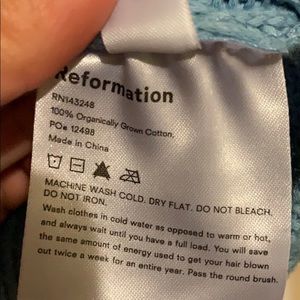 Reformation
RN143248
100% Organically Grown Cotton.
PO# 12498
Made in China
MACHINE WASH COLD. DRY FLAT. DO NOT BLEACH.
DO NOT IRON.
Wash clothes in cold water as opposed to warm or hot,
and always wait until you have a full load. You will save
the same amount of energy used to get your hair blown
out twice a week for an entire year. Pass the round brush.